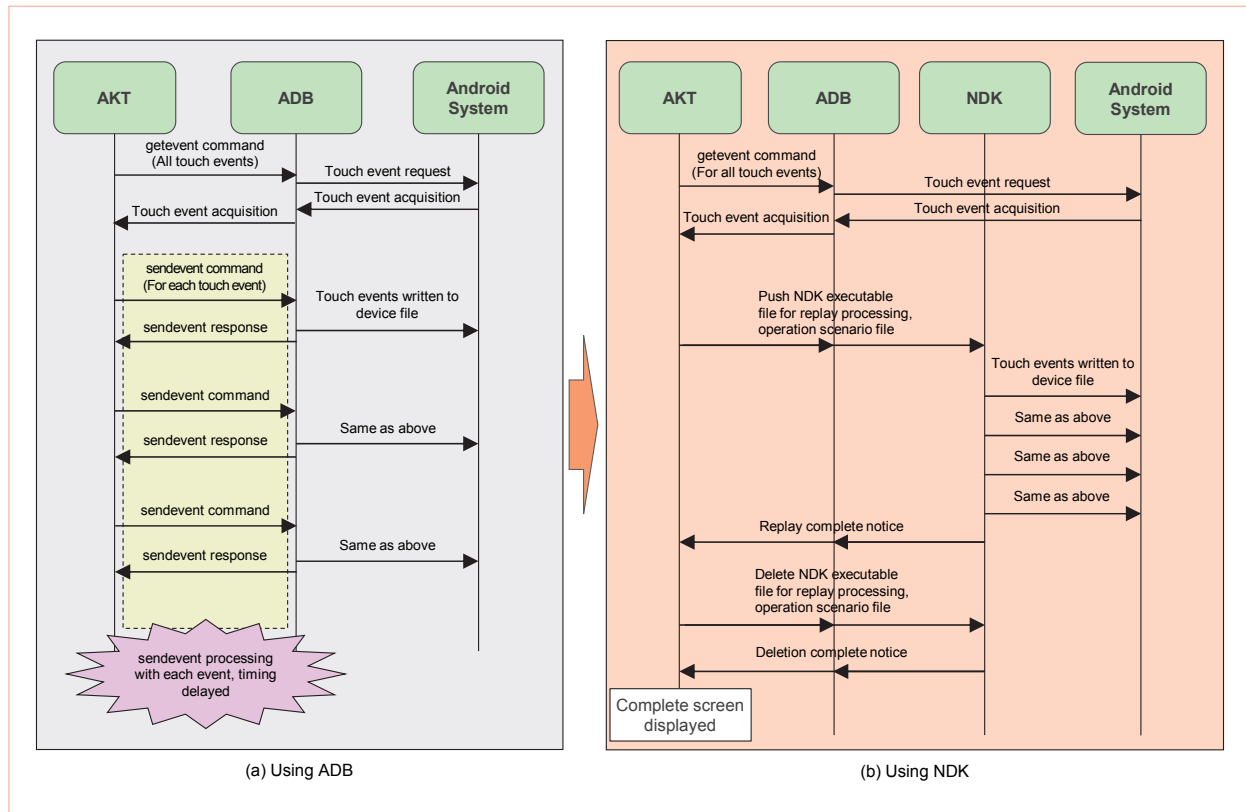 AKT
ADB
Android
System
getevent command
(All touch events)
Touch event request
Touch event acquisition
Touch event acquisition
sendevent command
(For each touch event)
Touch events written to
device file
sendevent response
sendevent command
Same as above
sendevent response
sendevent command
Same as above
sendevent response
sendevent processing
with each event, timing
delayed
(a) Using ADB
AKT
ADB
NDK
Android
System
getevent command
(For all touch events)
Touch event request
Touch event acquisition
Touch event acquisition
Push NDK executable
file for replay processing,
operation scenario file
Touch events written to
device file
Same as above
Same as above
Same as above
Replay complete notice
Delete NDK executable
file for replay processing,
operation scenario file
Deletion complete notice
Complete screen
displayed
(b) Using NDK